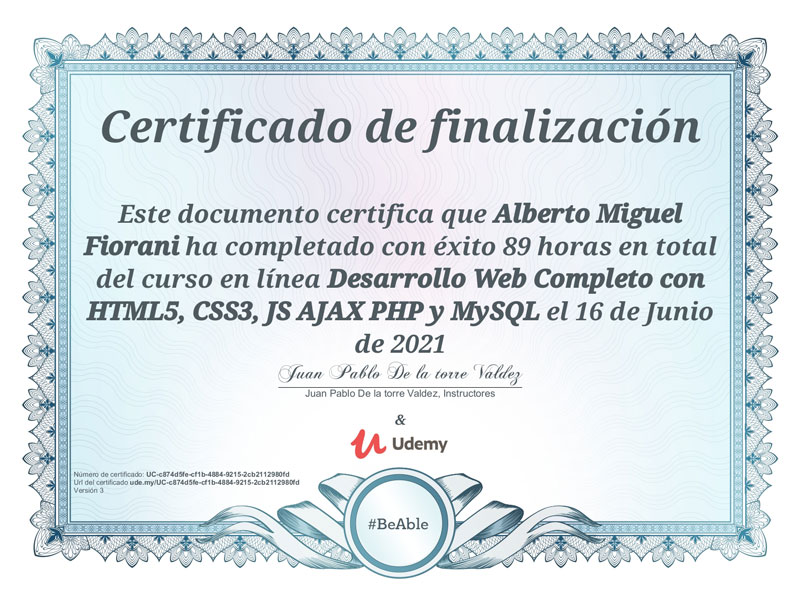 Certificado de finalización
Este documento certifica que Alberto Miguel
Fiorani ha completado con éxito 89 horas en total
del curso en línea Desarrollo Web Completo con
HTML5, CSS3, JS AJAX PHP y MySQL el 16 de Junio
de 2021
Juan Pablo De la torre Valdez
Juan Pablo De la torre Valdez, Instructores
&
Udemy
Número de certificado: UC-c874d5fe-cf1b-4884-9215-2cb2112980fd
Url del certificado ude.my/UC-c874d5fe-cf1b-4884-9215-2cb2112980fd
Versión 3
#BeAble